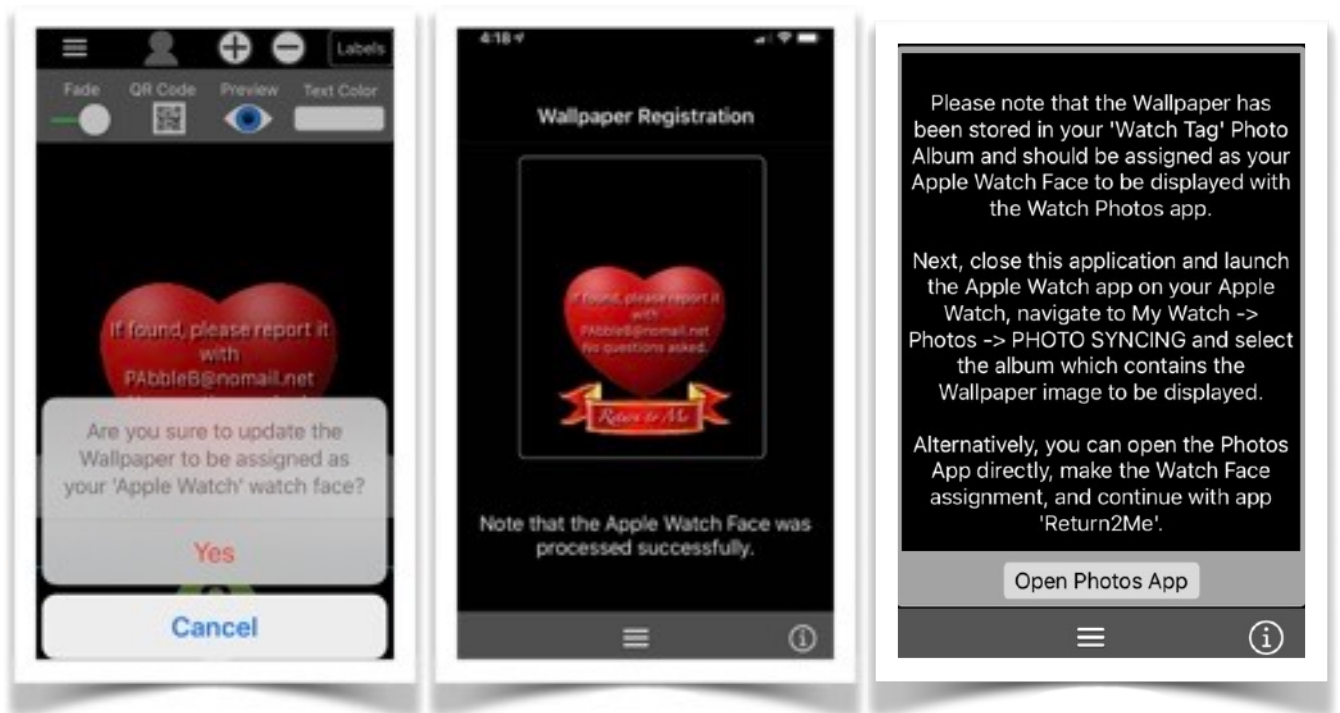 Labels
Fade QR Code Preview Text Color
If found, please report it
with
PAbbleB@nomail.net
Are you sure to update the
Wallpaper to be assigned as
your 'Apple Watch' watch face?
Yes
Cancel
4:18
Wallpaper Registration
If found, please report it
with
PAbbleB@nomail.net
No questions asked.
Return to Me
Note that the Apple Watch Face was
processed successfully.
Please note that the Wallpaper has
been stored in your 'Watch Tag' Photo
Album and should be assigned as your
Apple Watch Face to be displayed with
the Watch Photos app.
Next, close this application and launch
the Apple Watch app on your Apple
Watch, navigate to My Watch ->
Photos -> PHOTO SYNCING and select
the album which contains the
Wallpaper image to be displayed.
Alternatively, you can open the Photos
App directly, make the Watch Face
assignment, and continue with app
'Return2Me'.
Open Photos App